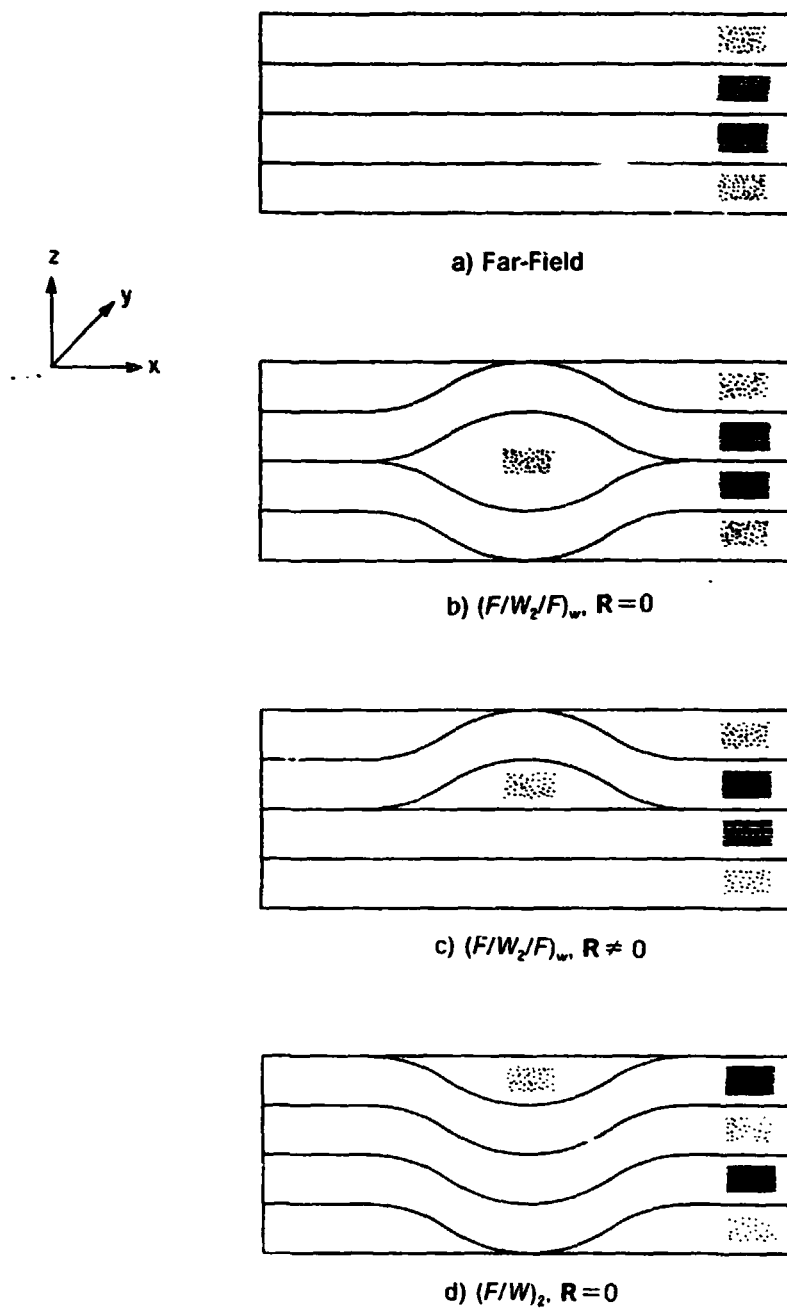 a) Far-Field
z
y
x
b) (F/W₂/F)w, R=0
c) (F/W₂/F)w, R ≠ 0
d) (F/W)₂, R=0